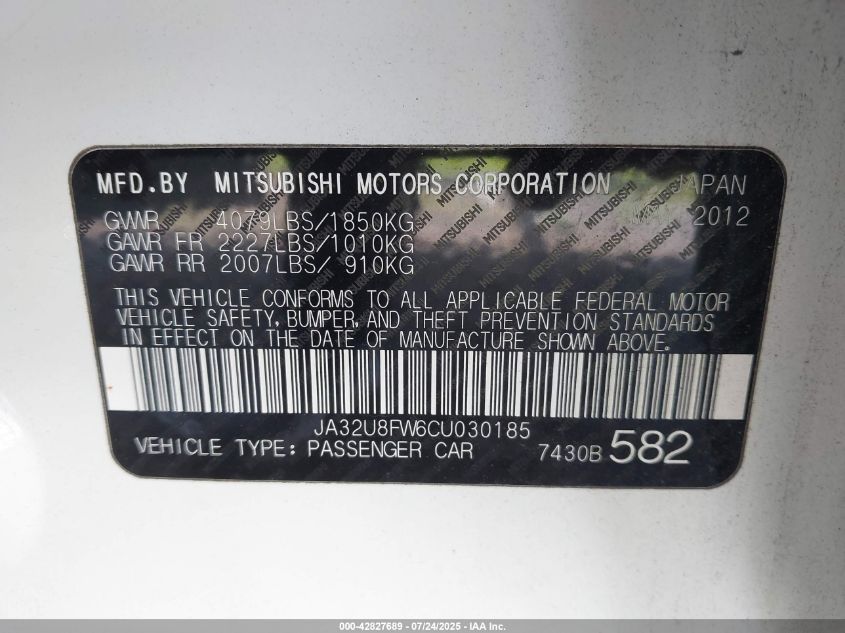 MFD.BY MITSUBISHI MOTORS CORPORATION JAPAN
GVWR 4079LBS/1850KG 2012
GAWR FR 2227LBS/1010KG
GAWR RR 2007LBS/ 910KG
THIS VEHICLE CONFORMS TO ALL APPLICABLE FEDERAL MOTOR
VEHICLE SAFETY, BUMPER, AND THEFT PREVENTION STANDARDS
IN EFFECT ON THE DATE OF MANUFACTURE SHOWN ABOVE.
JA32U8FW6CU030185
VEHICLE TYPE: PASSENGER CAR 7430B 582
000-42827689 - 07/24/2025 - IAA Inc.